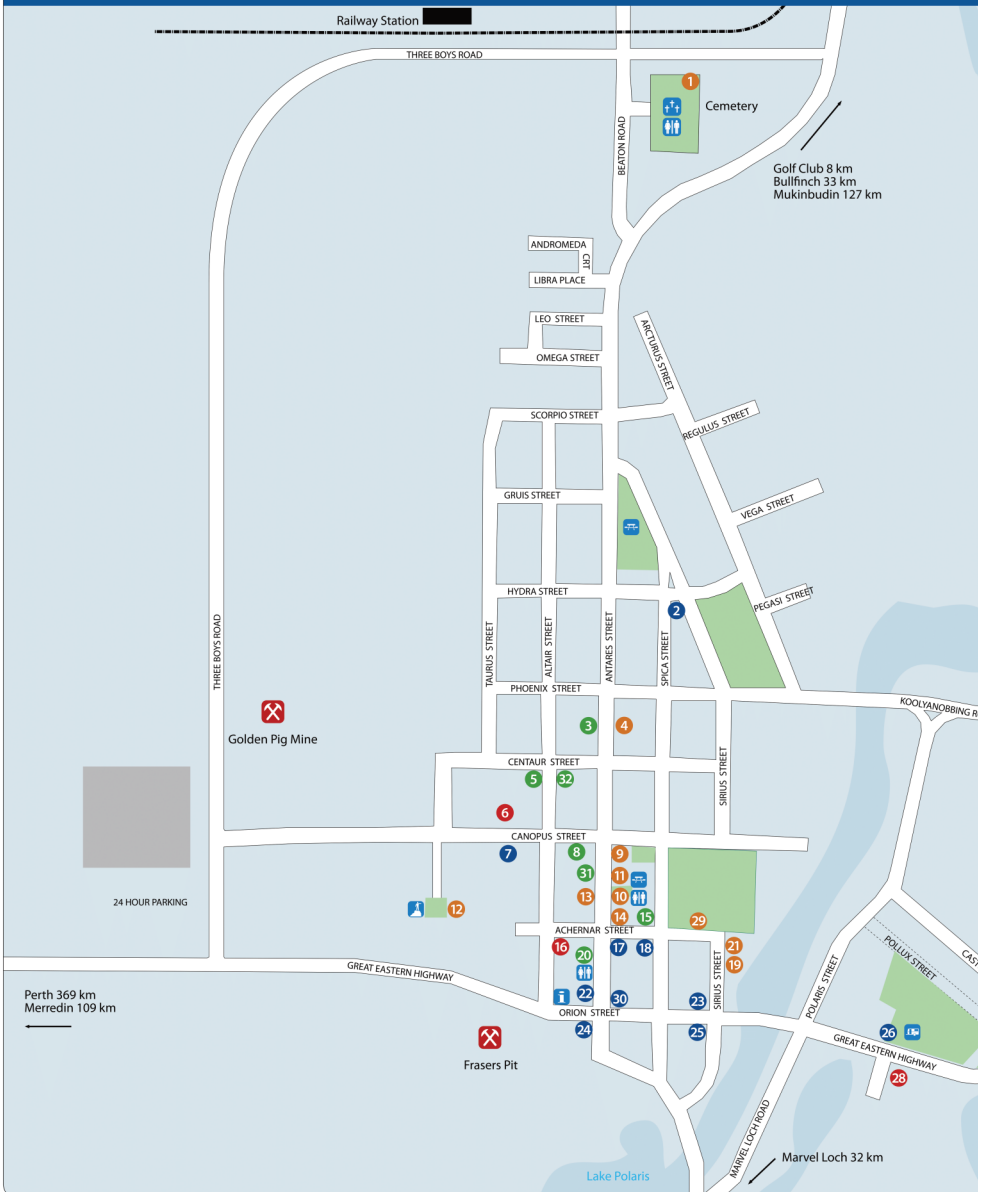 Railway Station
THREE BOYS ROAD
1
Cemetery
BEATON ROAD
Golf Club 8 km
Bullfinch 33 km
Mukinbudin 127 km
ANDROMEDA
CRT
LIBRA PLACE
LEO STREET
ARCTURUS STREET
OMEGA STREET
SCORPIO STREET
REGULUS STREET
GRUIS STREET
VEGA STREET
HYDRA STREET
PEGASI STREET
2
THREE BOYS ROAD
TAURUS STREET
ALTAIR STREET
ANTARES STREET
SPICA STREET
PHOENIX STREET
KOOLYANOBBING R
3
4
Golden Pig Mine
CENTAUR STREET
SIRIUS STREET
5
32
6
CANOPUS STREET
7
8
9
31
11
13
10
24 HOUR PARKING
12
14
15
29
ACHERNAR STREET
16
17
18
21
20
19
POLLUX STREET
CAST
GREAT EASTERN HIGHWAY
SIRIUS STREET
POLARIS STREET
Perth 369 km
Merredin 109 km
i
22
30
23
ORION STREET
24
25
26
GREAT EASTERN HIGHWAY
Frasers Pit
28
MARVEL LOCH ROAD
Marvel Loch 32 km
Lake Polaris